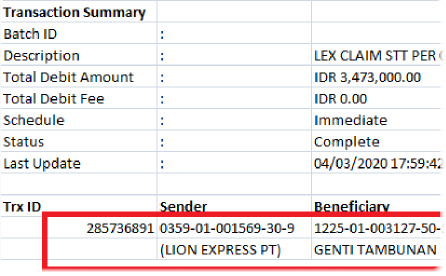 Transaction Summary
Batch ID :
Description : LEX CLAIM STT PER
Total Debit Amount : IDR 3,473,000.00
Total Debit Fee : IDR 0.00
Schedule : Immediate
Status : Complete
Last Update : 04/03/2020 17:59:42
Trx ID Sender Beneficiary
285736891 0359-01-001569-30-9 1225-01-003127-50-
(LION EXPRESS PT) GENTI TAMBUNAN